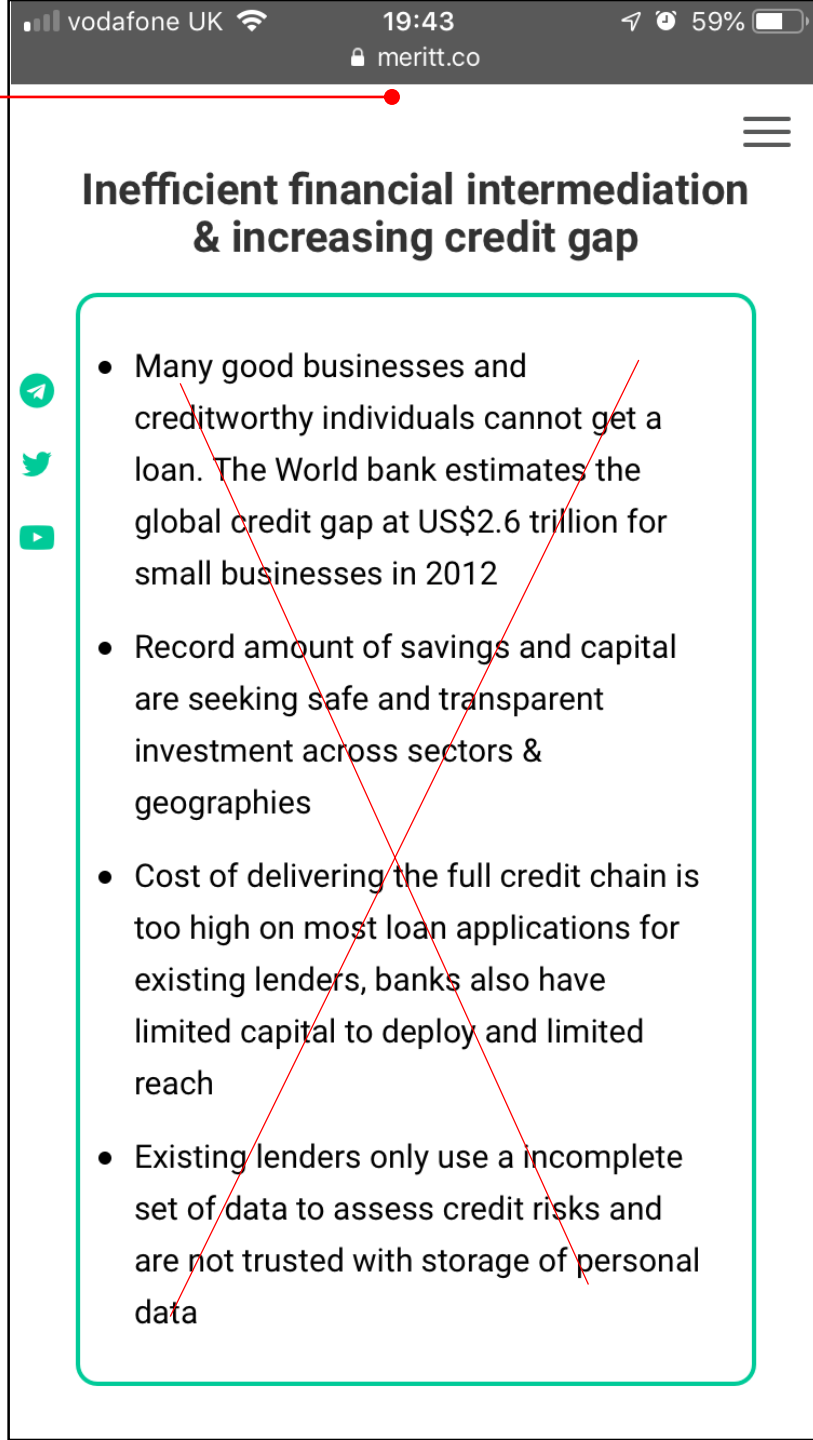 vodafone UK 19:43 59%
meritt.co
Inefficient financial intermediation
& increasing credit gap
● Many good businesses and
creditworthy individuals cannot get a
loan. The World bank estimates the
global credit gap at US$2.6 trillion for
small businesses in 2012
● Record amount of savings and capital
are seeking safe and transparent
investment across sectors &
geographies
● Cost of delivering the full credit chain is
too high on most loan applications for
existing lenders, banks also have
limited capital to deploy and limited
reach
● Existing lenders only use a incomplete
set of data to assess credit risks and
are not trusted with storage of personal
data